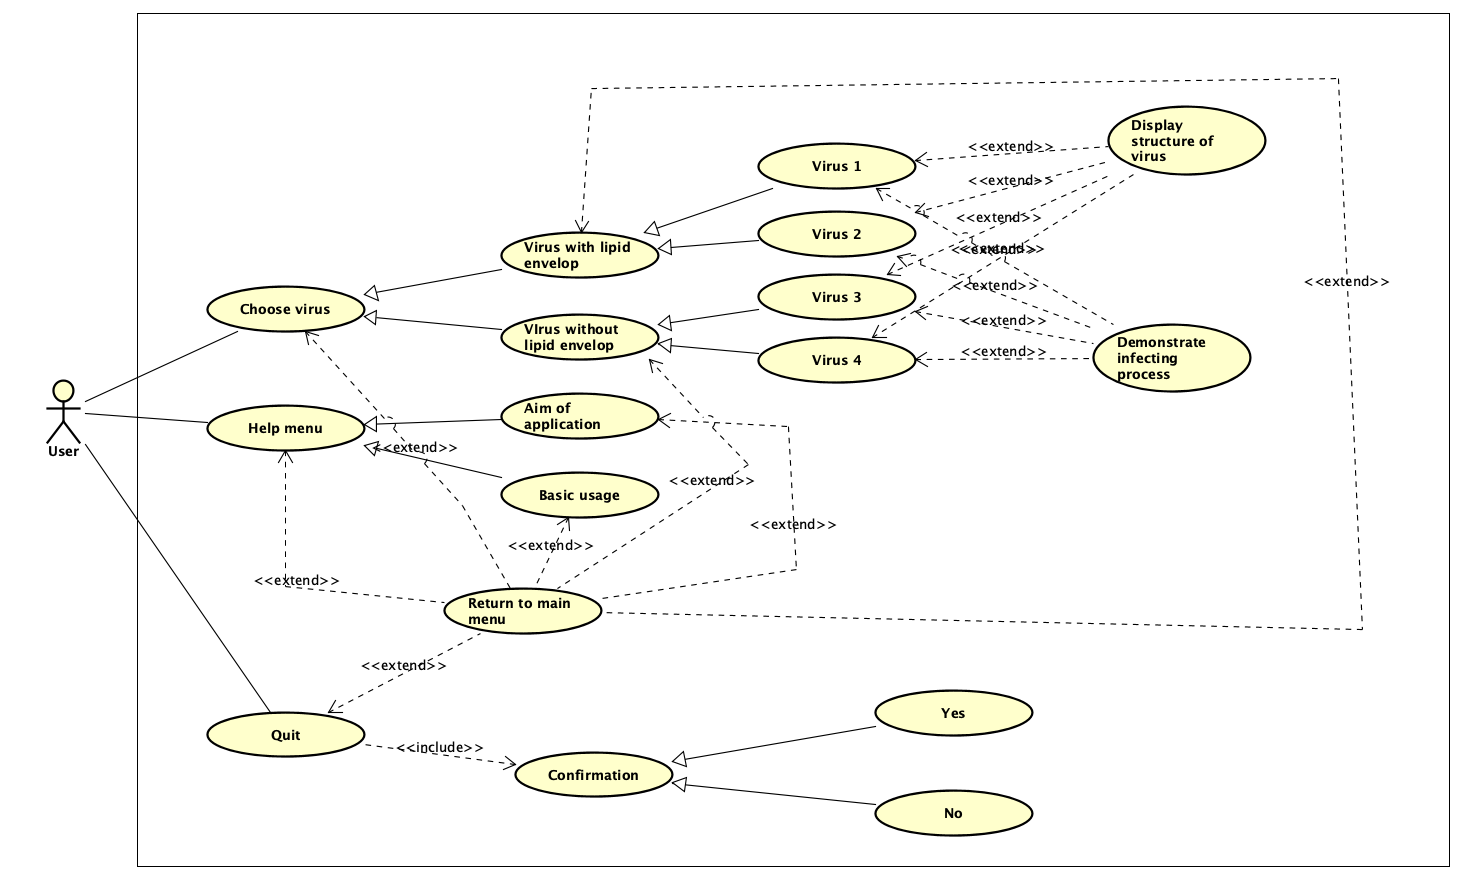 Display
structure of
virus
<<extend>>
Virus 1
<<extend>>
<<extend>>
Virus 2
Virus with lipid
envelop
<<extend>>
<<extend>>
<<extend>>
<<extend>>
Virus 3
Choose virus
<<extend>>
VIrus without
lipid envelop
<<extend>>
Virus 4
Demonstrate
infecting
process
Aim of
application
Help menu
User
<<extend>>
<<extend>>
Basic usage
<<extend>>
<<extend>>
<<extend>>
Return to main
menu
<<extend>>
Yes
Quit
<<include>>
Confirmation
No